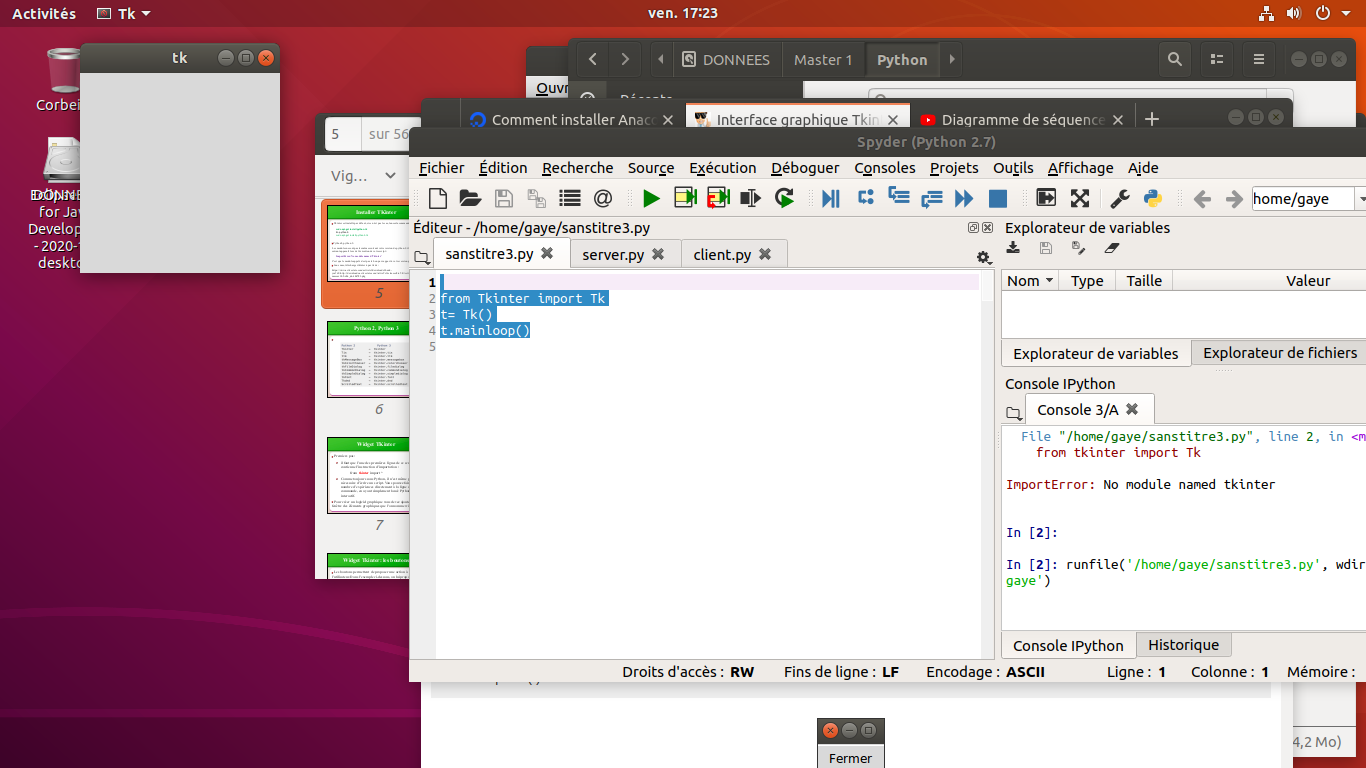 Activités
Tk
ven. 17:23
tk
DONNEES
Master 1
Python
Ouvr
Récents
Corbei
5
sur 56
Comment installer Anaco
Interface graphique Tkin
Diagramme de séquence
Spyder (Python 2.7)
Fichier Édition Recherche Source Exécution Déboguer Consoles Projets Outils Affichage Aide
Vig...
home/gaye
for Jav
Develope
- 2020-1
deskto
Éditeur - /home/gaye/sanstitre3.py
sanstitre3.py
server.py
client.py
1
2 from Tkinter import Tk
3 t= Tk()
4 t.mainloop()
5
Explorateur de variables
Nom Type Taille Valeur
Explorateur de variables
Explorateur de fichiers
Console IPython
Console 3/A
File "/home/gaye/sanstitre3.py", line 2, in <m
from tkinter import Tk
ImportError: No module named tkinter
In [2]:
In [2]: runfile('/home/gaye/sanstitre3.py', wdir
gaye')
Console IPython
Historique
Installer TKinter
5
Python 2, Python 3
6
Widget TKinter
7
Widget Tkinter: les boutons
Droits d'accès : RW Fins de ligne : LF Encodage : ASCII Ligne : 1 Colonne : 1 Mémoire :
4,2 Mo)
Fermer